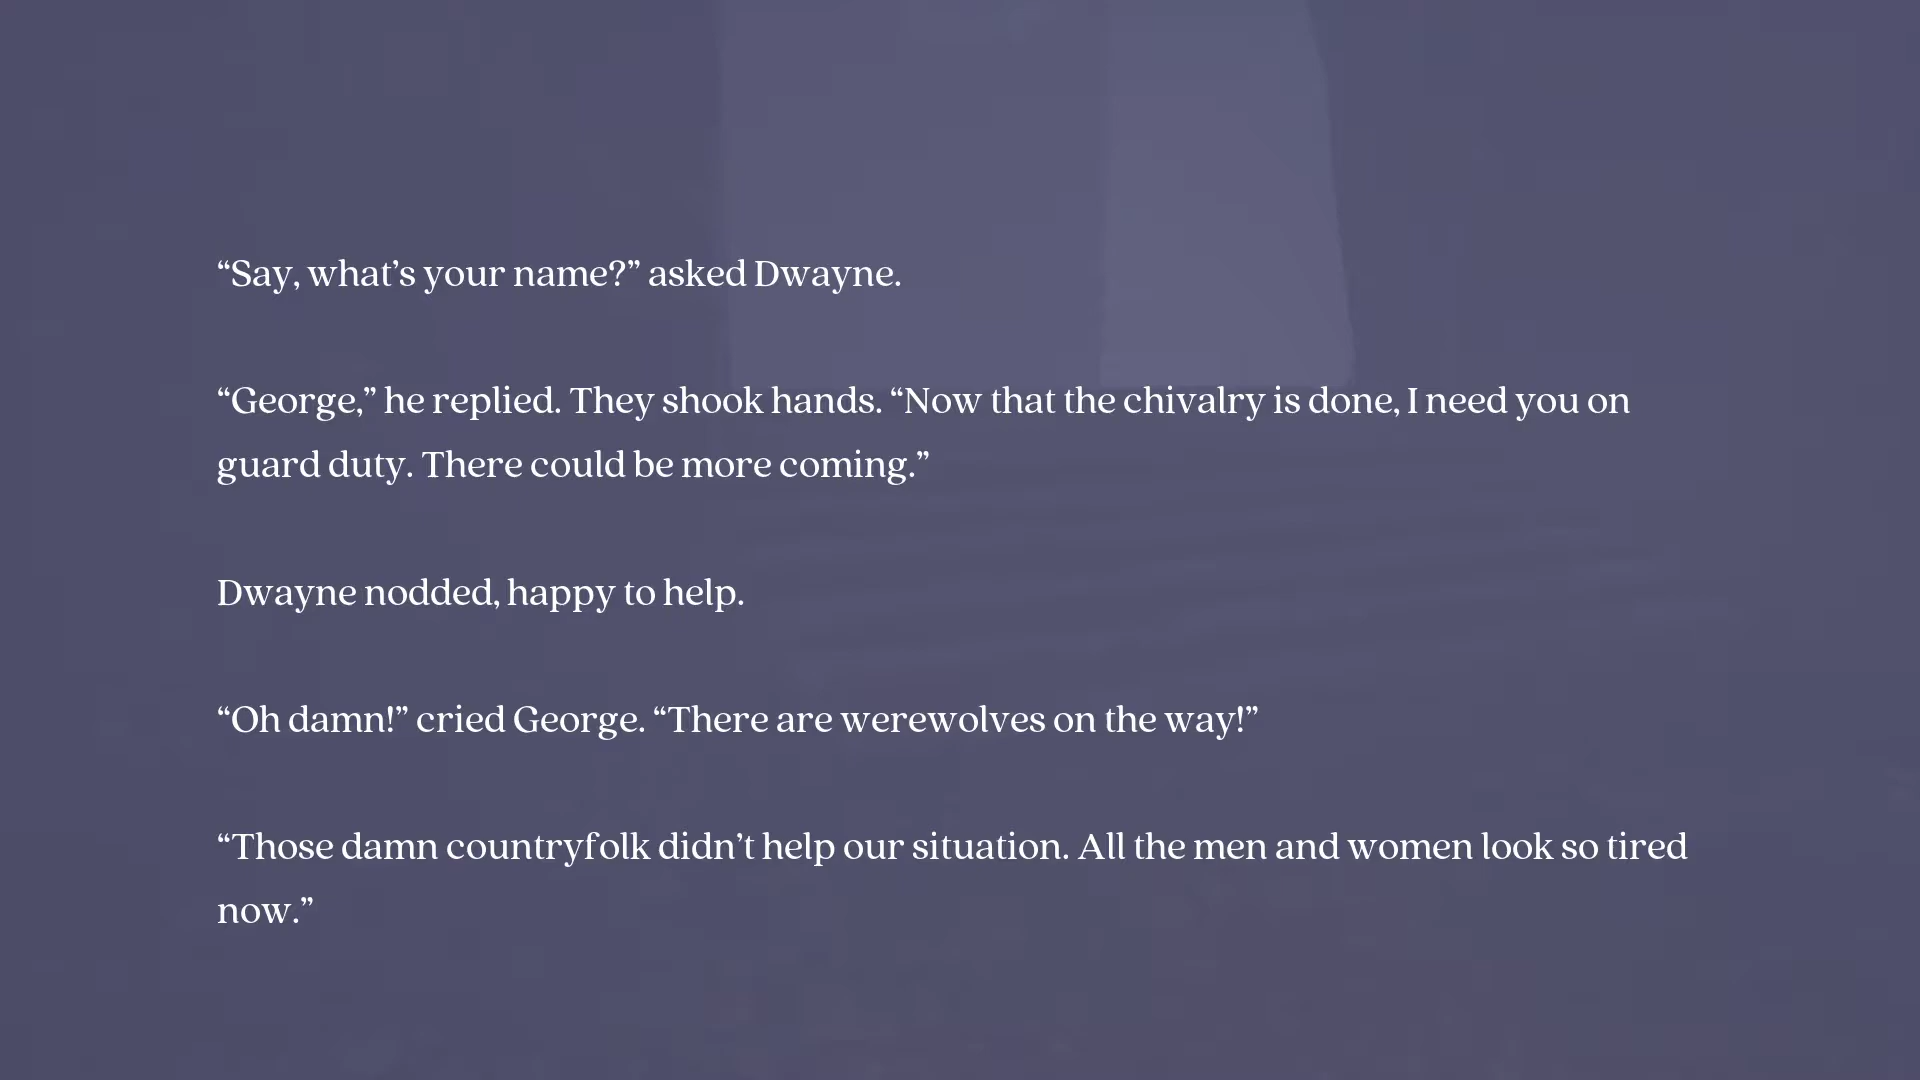 “Say, what’s your name?” asked Dwayne.
“George,” he replied. They shook hands. “Now that the chivalry is done, I need you on
guard duty. There could be more coming.”
Dwayne nodded, happy to help.
“Oh damn!” cried George. “There are werewolves on the way!”
“Those damn countryfolk didn’t help our situation. All the men and women look so tired
now.”